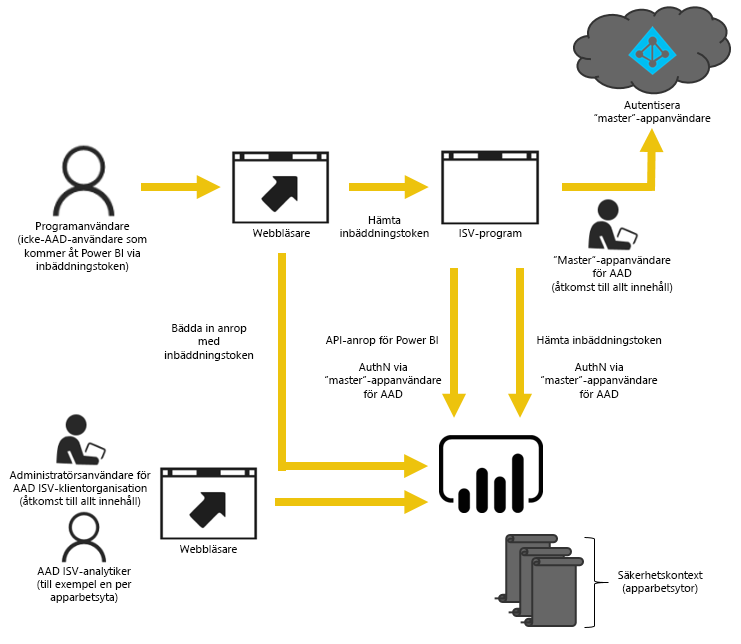 Autentisera
"master"-appanvändare
Programanvändare
(icke-AAD-användare som
kommer åt Power BI via
inbäddningstoken)
Webbläsare
Hämta
inbäddningstoken
ISV-program
"Master"-appanvändare
för AAD
(åtkomst till allt innehåll)
Bädda in anrop
med
inbäddningstoken
API-anrop för Power BI
AuthN via
"master"-appanvändare
för AAD
Hämta inbäddningstoken
AuthN via
"master"-appanvändare
för AAD
Administratörsanvändare för
AAD ISV-klientorganisation
(åtkomst till allt innehåll)
AAD ISV-analytiker
(till exempel en per
apparbetsyta)
Webbläsare
Säkerhetskontext
(apparbetsytor)